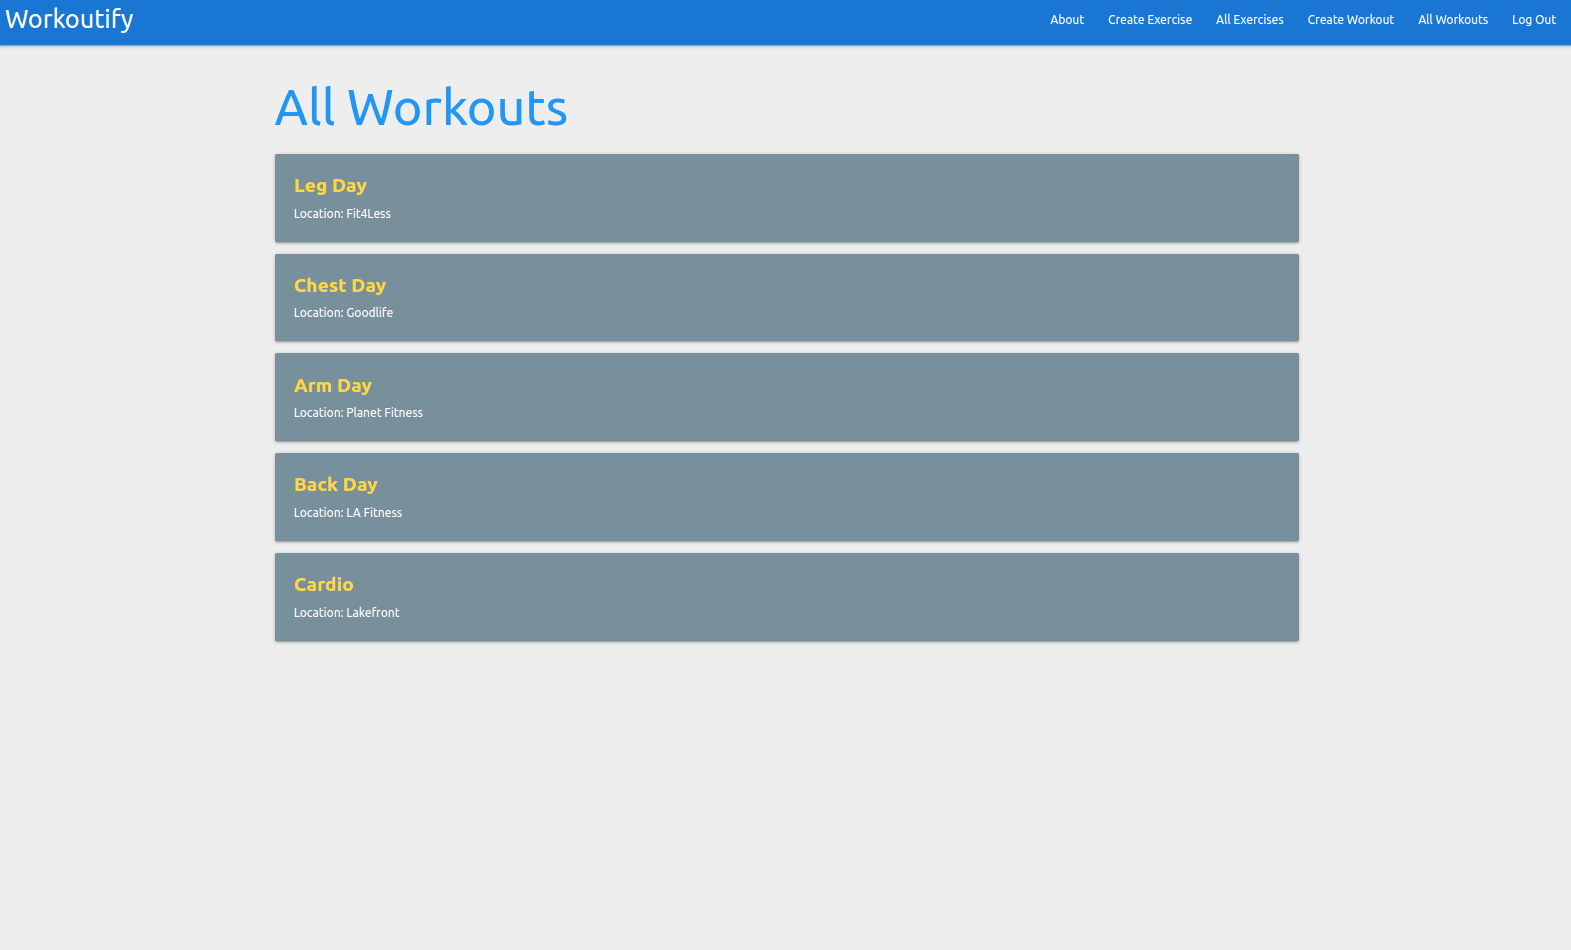 Workoutify
About Create Exercise All Exercises Create Workout All Workouts Log Out
All Workouts
Leg Day
Location: Fit4Less
Chest Day
Location: Goodlife
Arm Day
Location: Planet Fitness
Back Day
Location: LA Fitness
Cardio
Location: Lakefront